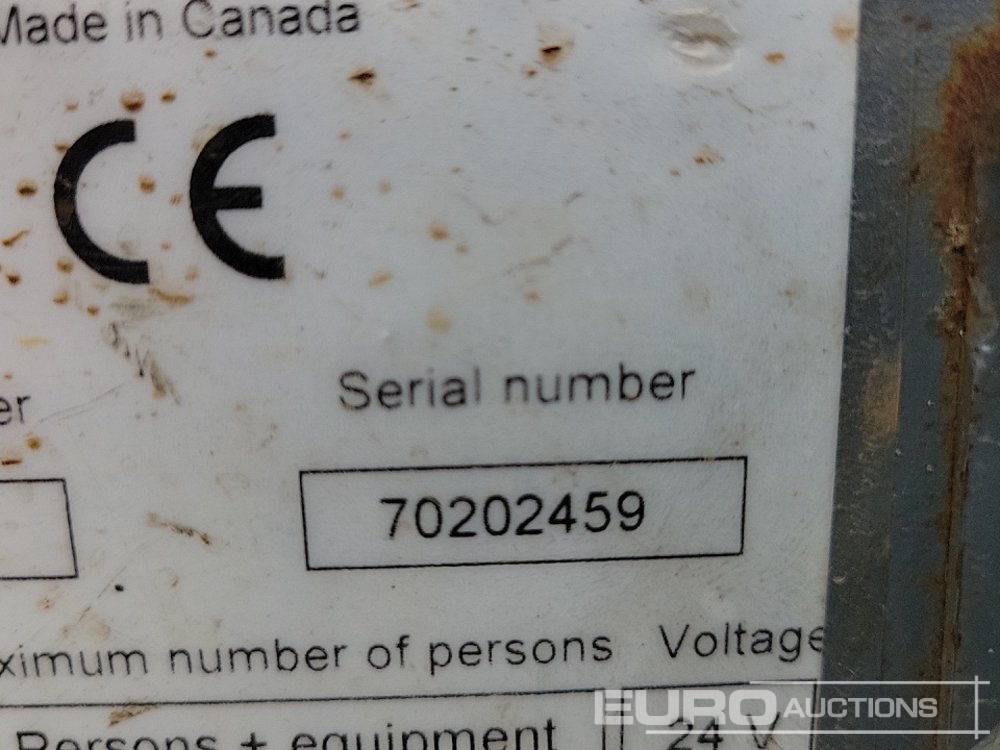 Made in Canada
CE
Serial number
er
70202459
ximum number of persons Voltage
Persons + equipment 24 V
EURO AUCTIONS